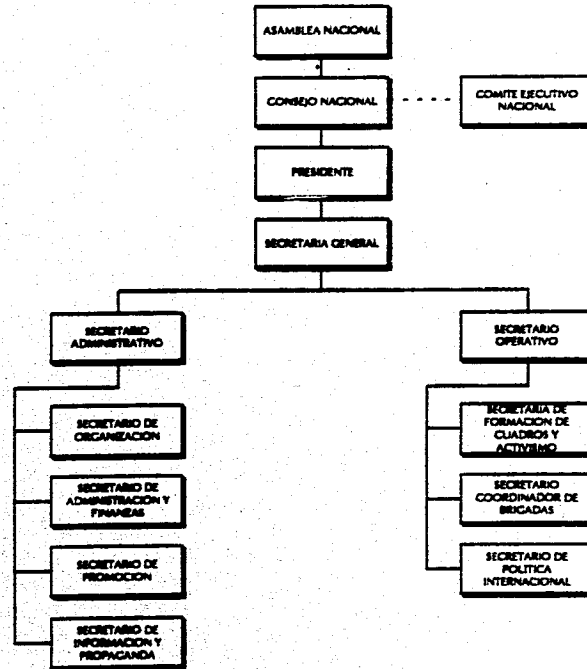 ASAMBLEA NACIONAL
CONSEJO NACIONAL
COMITE EJECUTIVO
NACIONAL
PRESIDENTE
SECRETARIA GENERAL
SECRETARIO
ADMINISTRATIVO
SECRETARIO
OPERATIVO
SECRETARIO DE
ORGANIZACION
SECRETARIO DE
ADMINISTRACION Y
FINANZAS
SECRETARIO DE
PROMOCION
SECRETARIO DE
INFORMACION Y
PROPAGANDA
SECRETARIA DE
FORMACION DE
CUADROS Y
ACTIVISMO
SECRETARIO
COORDINADOR DE
BRIGADAS
SECRETARIO DE
POLITICA
INTERNACIONAL